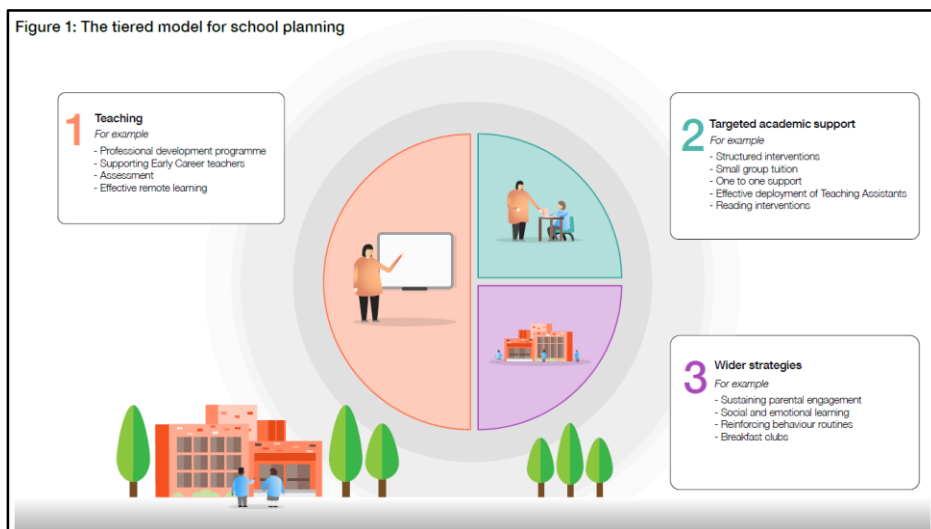 Figure 1: The tiered model for school planning
1
Teaching
For example
- Professional development programme
- Supporting Early Career teachers
- Assessment
- Effective remote learning
2
Targeted academic support
For example
- Structured interventions
- Small group tuition
- One to one support
- Effective deployment of Teaching Assistants
- Reading interventions
3
Wider strategies
For example
- Sustaining parental engagement
- Social and emotional learning
- Reinforcing behaviour routines
- Breakfast clubs